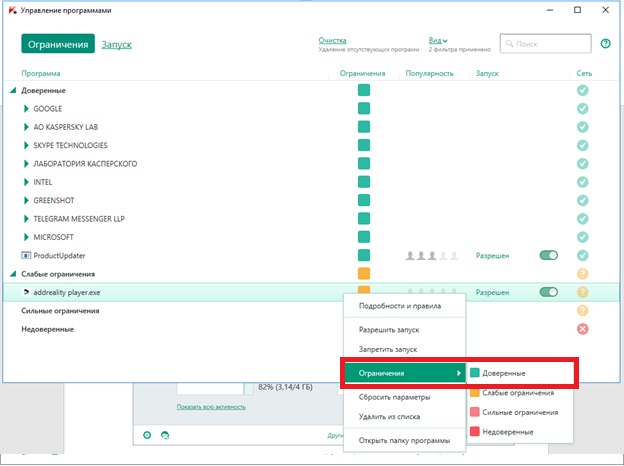 Управление программами
Ограничения Запуск
Очистка
Удаление отсутствующих программ
Вид
2 фильтра применено
Поиск
Программа Ограничения Популярность Запуск Сеть
Доверенные
GOOGLE
AO KASPERSKY LAB
SKYPE TECHNOLOGIES
ЛАБОРАТОРИЯ КАСПЕРСКОГО
INTEL
GREENSHOT
TELEGRAM MESSENGER LLP
MICROSOFT
ProductUpdater Разрешен
Слабые ограничения
addreality player.exe Разрешен
Сильные ограничения
Недоверенные
Подробности и правила
Разрешить запуск
Запретить запуск
Ограничения
Сбросить параметры
Удалить из списка
Открыть папку программы
Доверенные
Слабые ограничения
Сильные ограничения
Недоверенные
82% (3,14/4 ГБ)
Показать всю активность